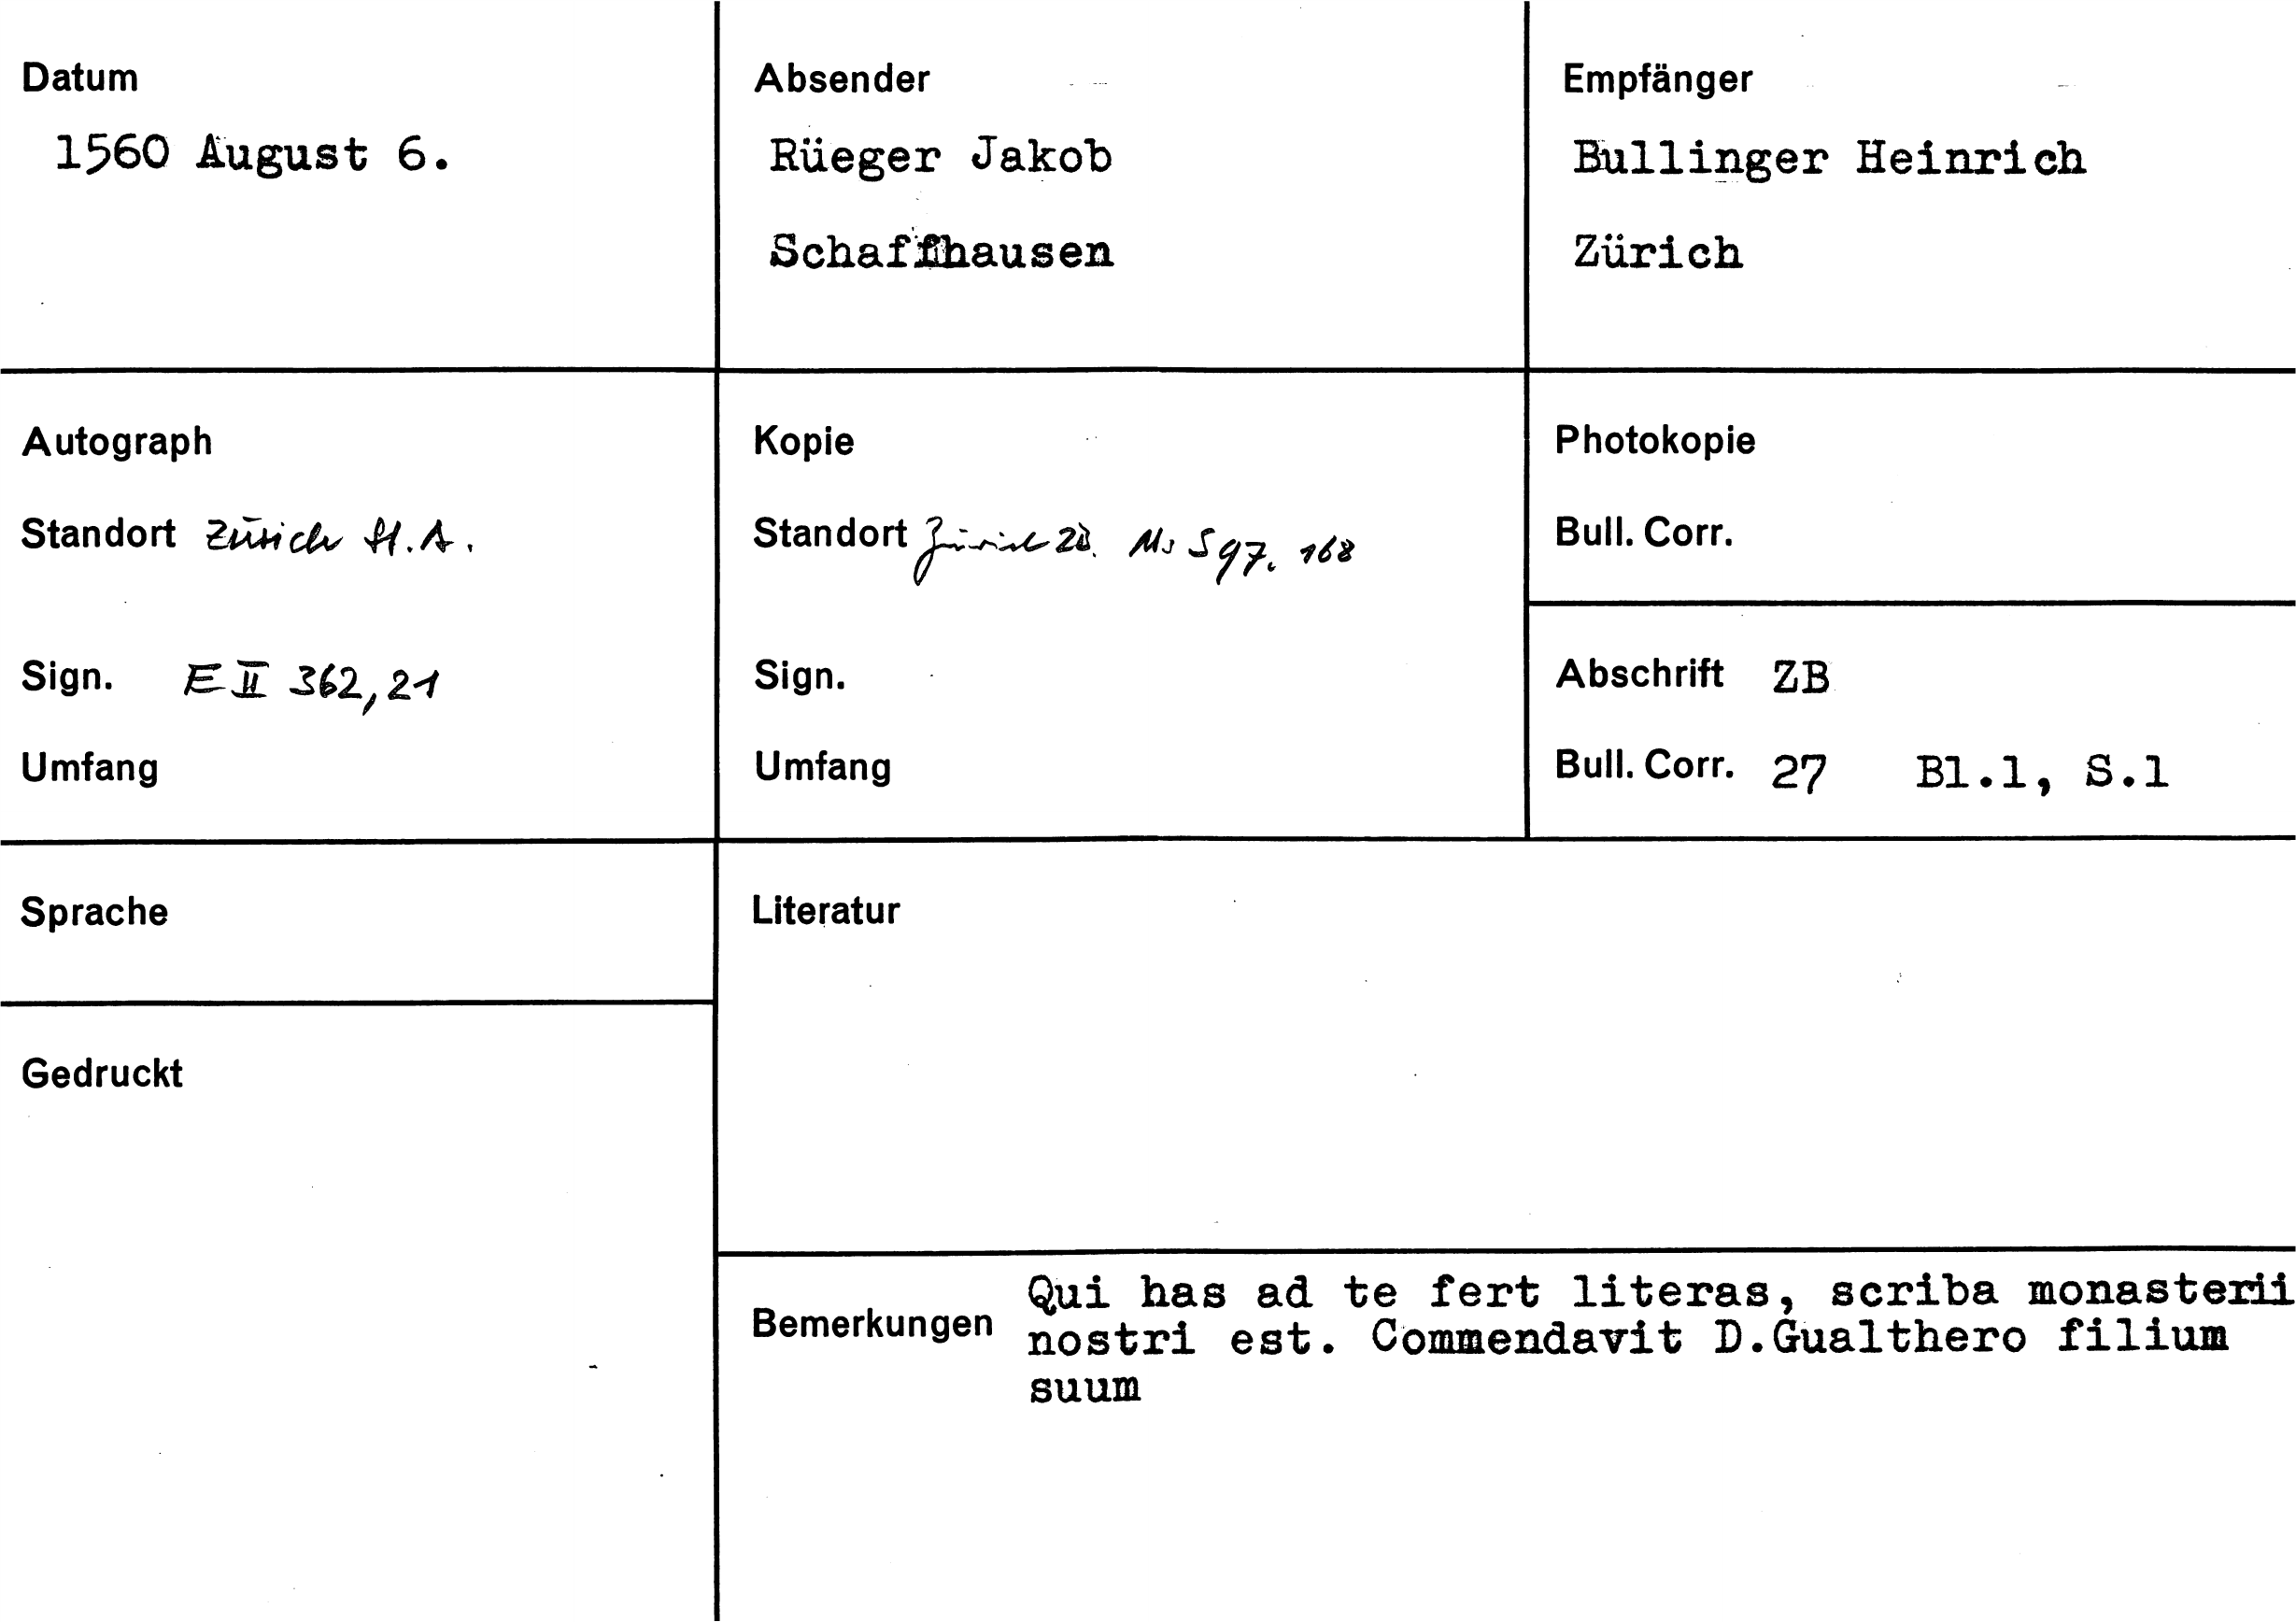 Datum
1560 August 6.
Absender
Rüeger Jakob
Schaffhausen
Empfänger
Bullinger Heinrich
Zürich
Autograph
Standort Zürich St.A.
Sign. E II 362,21
Umfang
Kopie
Standort Zürich ZB. Ms S 97. 168
Sign.
Umfang
Photokopie
Bull. Corr.
Abschrift ZB
Bull. Corr. 27 Bl.1, S.1
Sprache
Gedruckt
Literatur
Bemerkungen
Qui has ad te fert literas, scriba monasterii
nostri est. Commendavit D.Gualthero filium
suum